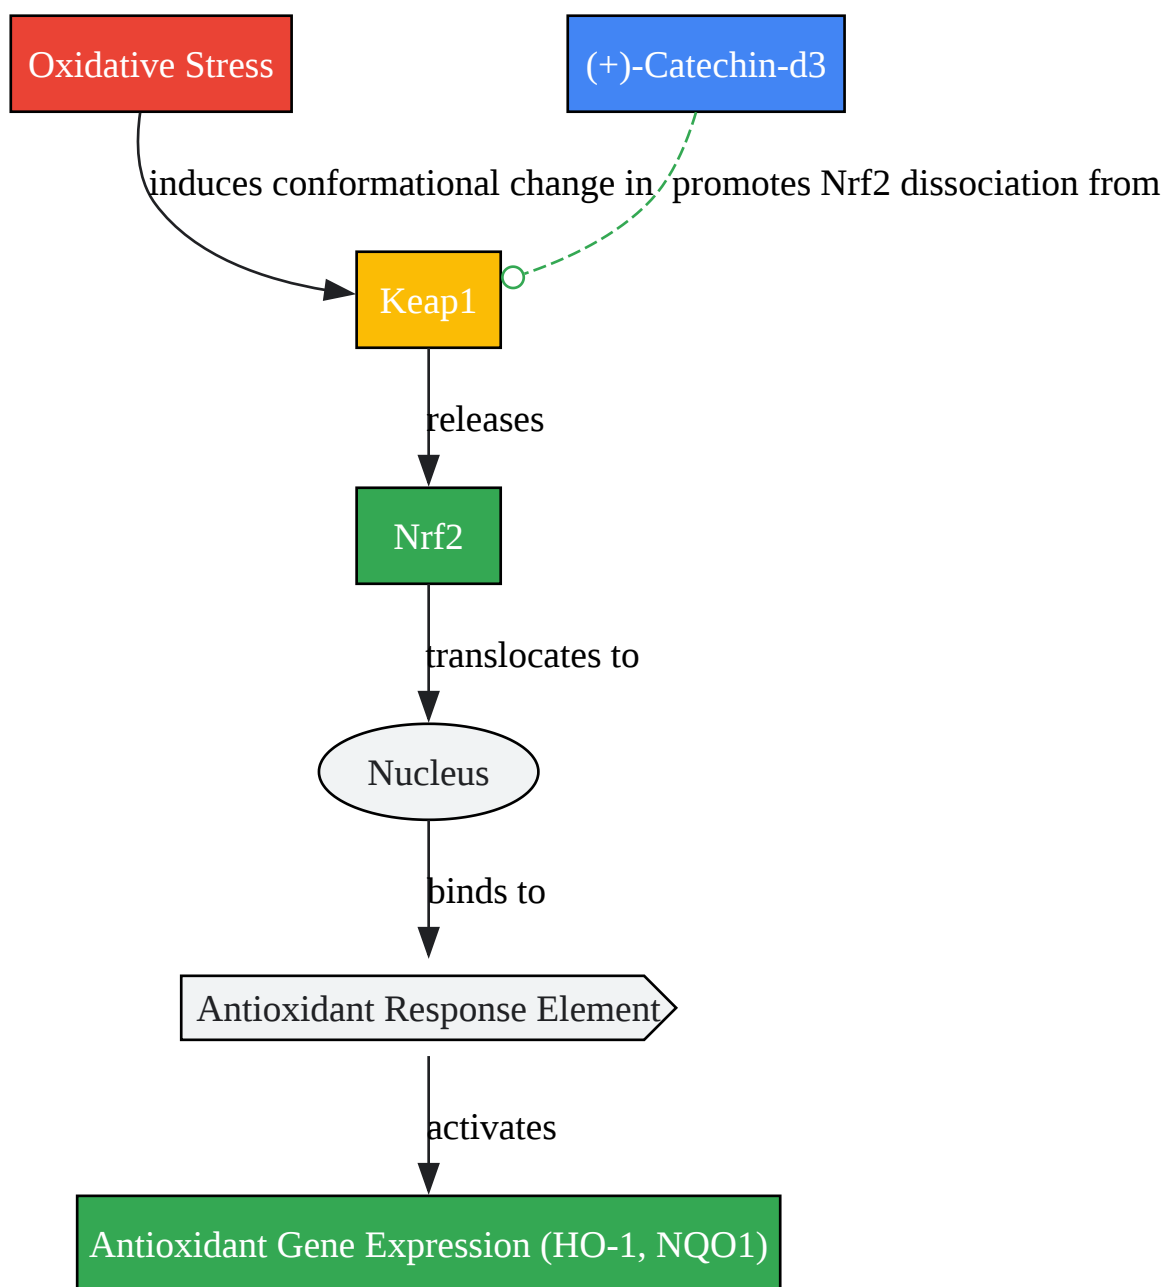 Oxidative Stress
(+)-Catechin-d3
induces conformational change in
promotes Nrf2 dissociation from
Keap1
releases
Nrf2
translocates to
Nucleus
binds to
Antioxidant Response Element
activates
Antioxidant Gene Expression (HO-1, NQO1)